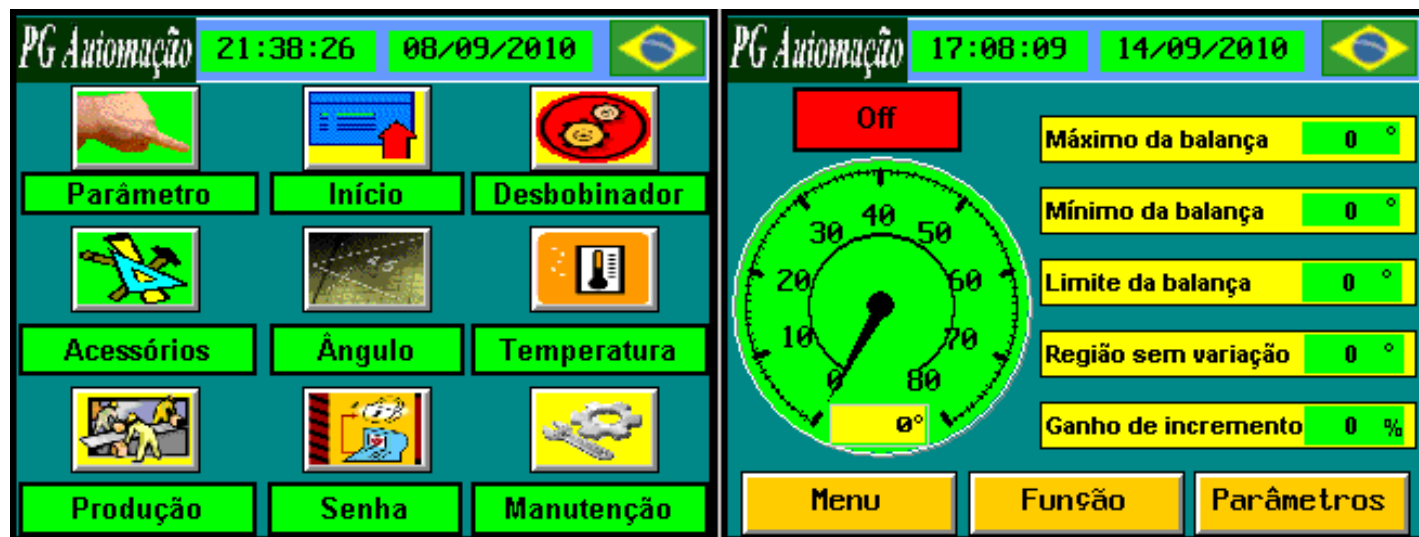 PG Automação 21:38:26 08/09/2010
Parâmetro Início Desbobinador
Acessórios Ângulo Temperatura
Produção Senha Manutenção
PG Automação 17:08:09 14/09/2010
Off
Máximo da balança 0 °
Mínimo da balança 0 °
Limite da balança 0 °
Região sem variação 0 °
Ganho de incremento 0 %
0 10 20 30 40 50 60 70 80
0°
Menu Função Parâmetros